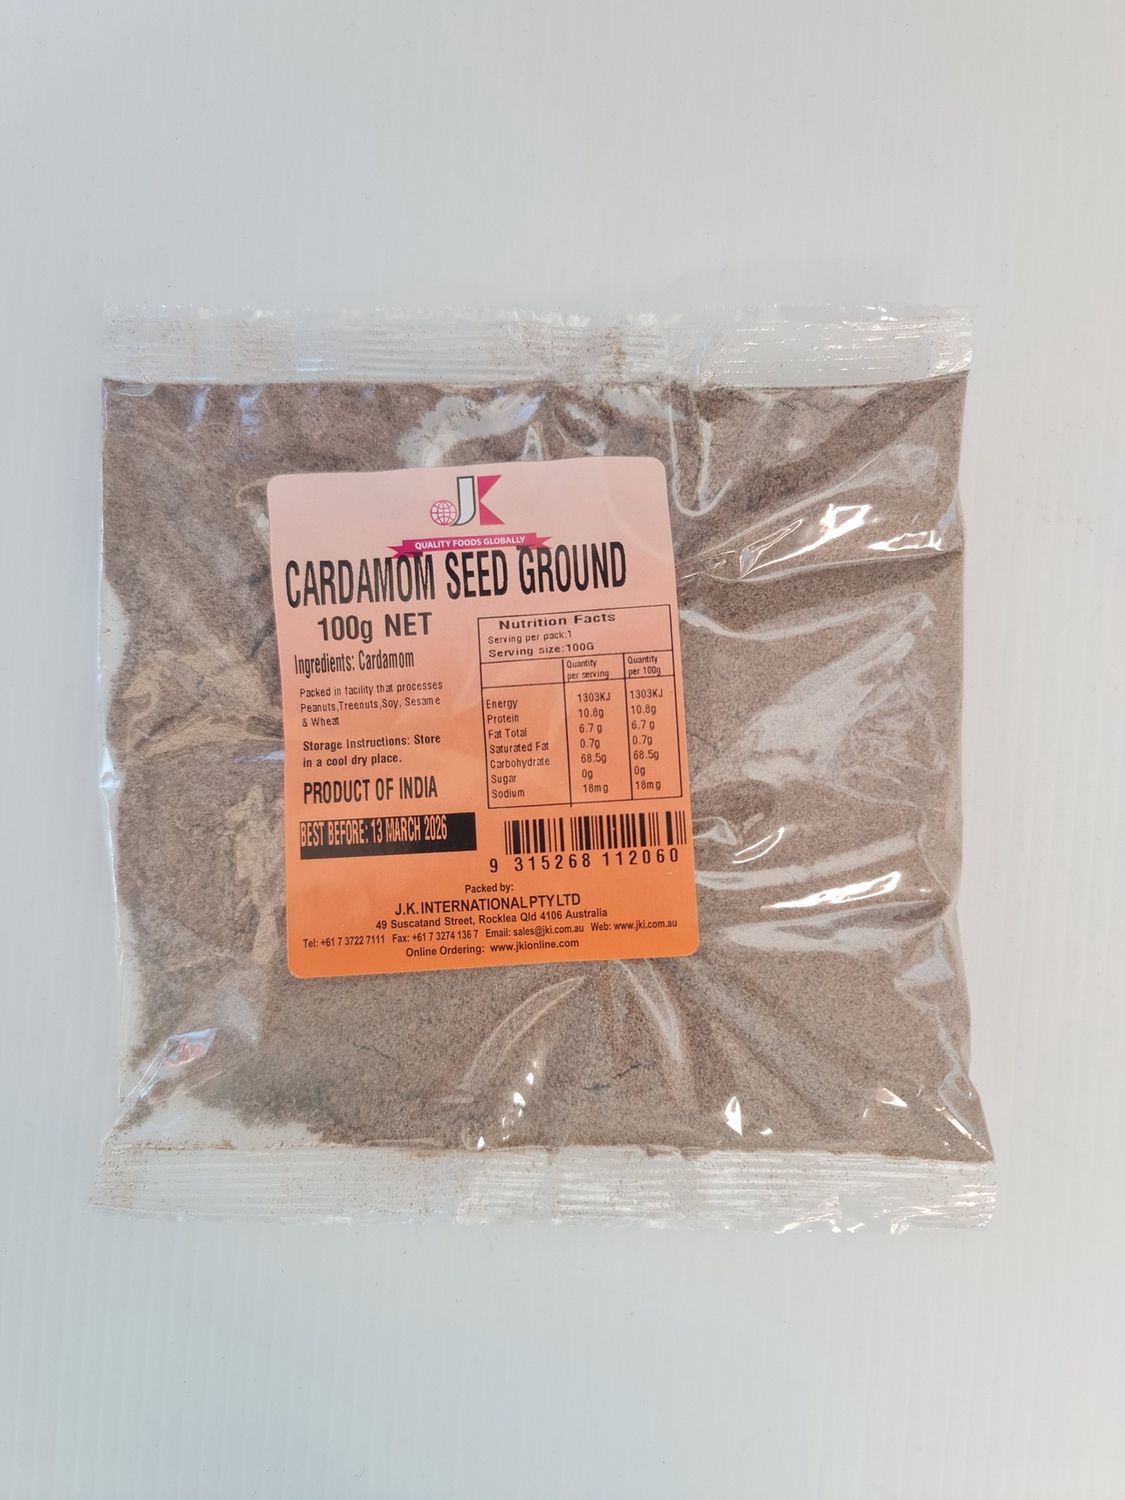 JK
QUALITY FOODS GLOBALLY
CARDAMOM SEED GROUND
100g NET
Ingredients: Cardamom
Packed in facility that processes
Peanuts,Treenuts,Soy, Sesame
& Wheat
Storage Instructions: Store
in a cool dry place.
PRODUCT OF INDIA
BEST BEFORE: 13 MARCH 2026
Nutrition Facts
Serving per pack:1
Serving size:100G
Quantity per serving Quantity per 100g
Energy 1303KJ 1303KJ
Protein 10.8g 10.8g
Fat Total 6.7 g 6.7 g
Saturated Fat 0.7g 0.7g
Carbohydrate 68.5g 68.5g
Sugar 0g 0g
Sodium 18mg 18mg
9 315268 112060
Packed by:
J.K.INTERNATIONALPTYLTD
49 Suscatand Street, Rocklea Qld 4106 Australia
Tel: +61 7 3722 7111 Fax: +61 7 3274 136 7 Email: sales@jki.com.au Web: www.jki.com.au
Online Ordering: www.jkionline.com